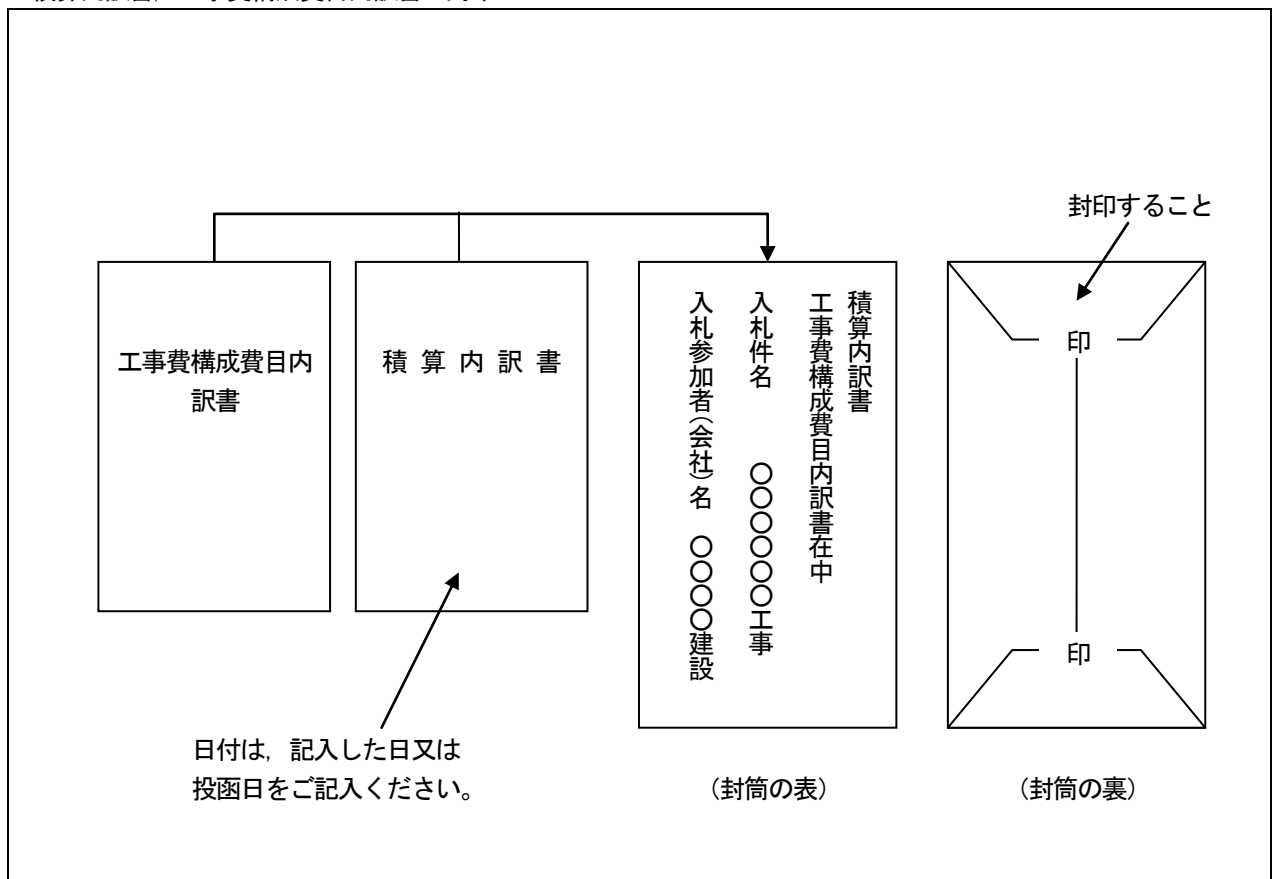 封印すること
工事費構成費目内
訳書
積算内訳書
積算内訳書
工事費構成費目内訳書在中
入札件名　〇〇〇〇〇〇工事
入札参加者(会社)名　〇〇〇〇建設
印
印
日付は，記入した日又は
投函日をご記入ください。
(封筒の表)
(封筒の裏)